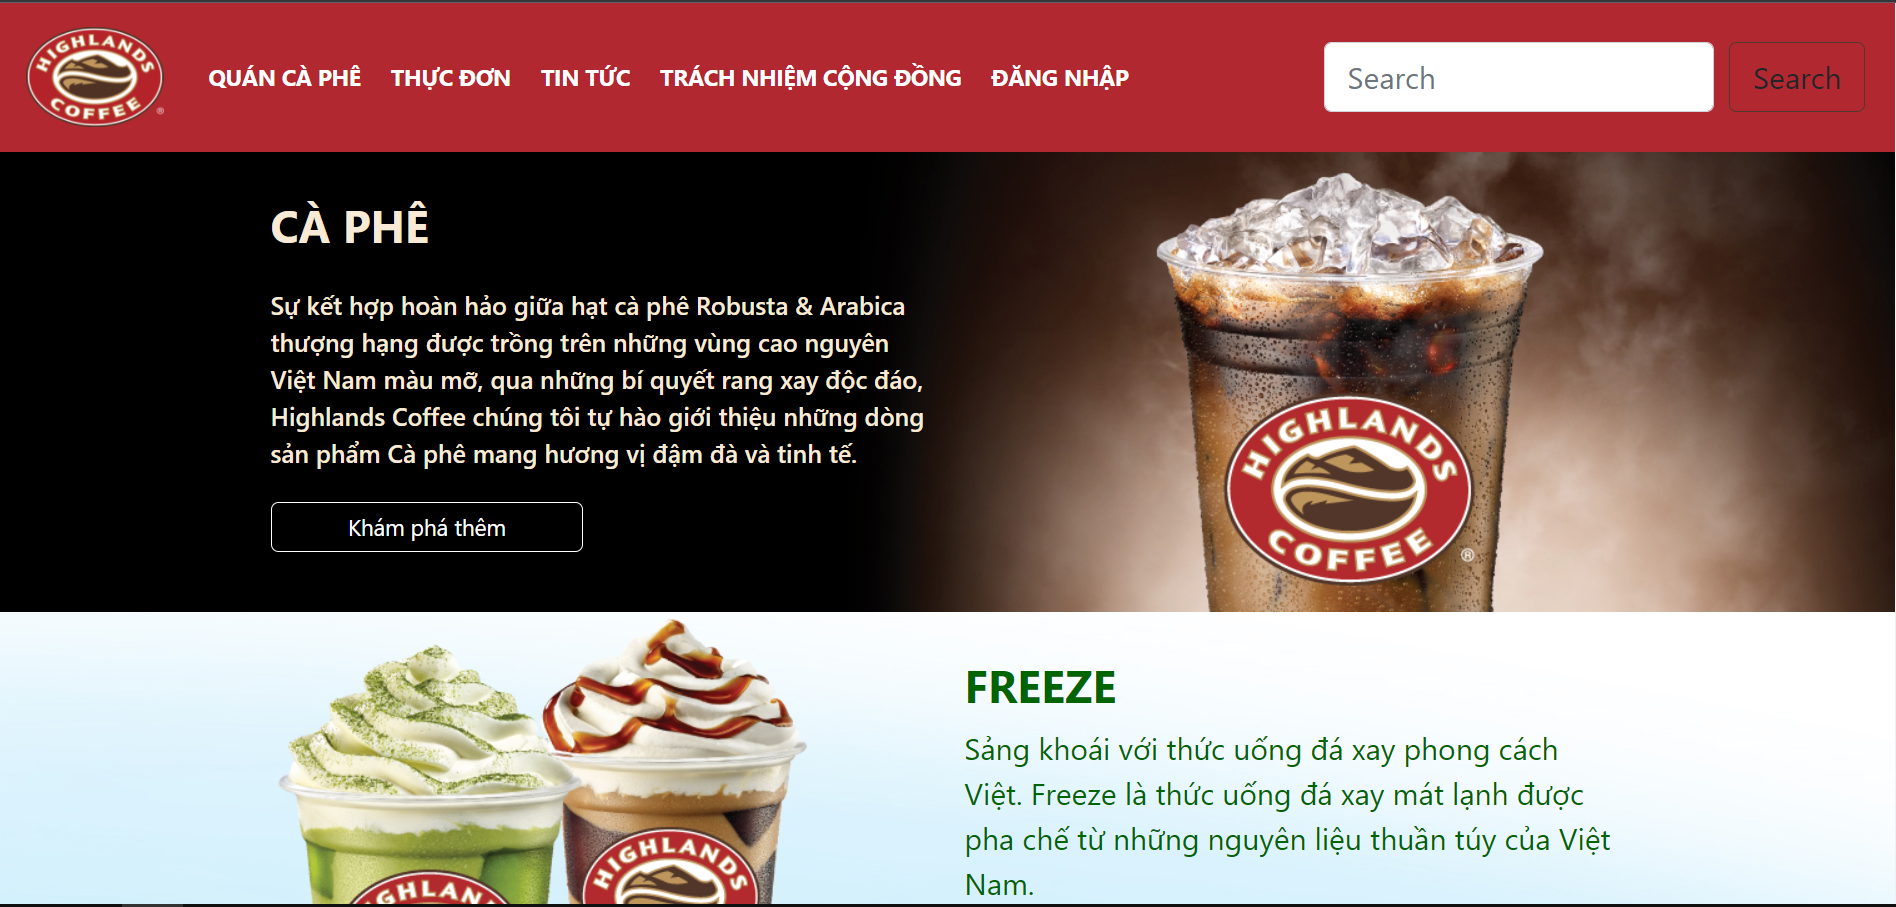 HIGHLANDS
COFFEE
®
QUÁN CÀ PHÊ THỰC ĐƠN TIN TỨC TRÁCH NHIỆM CỘNG ĐỒNG ĐĂNG NHẬP
Search
Search
CÀ PHÊ
Sự kết hợp hoàn hảo giữa hạt cà phê Robusta & Arabica
thượng hạng được trồng trên những vùng cao nguyên
Việt Nam màu mỡ, qua những bí quyết rang xay độc đáo,
Highlands Coffee chúng tôi tự hào giới thiệu những dòng
sản phẩm Cà phê mang hương vị đậm đà và tinh tế.
Khám phá thêm
HIGHLANDS
COFFEE
®
FREEZE
Sảng khoái với thức uống đá xay phong cách
Việt. Freeze là thức uống đá xay mát lạnh được
pha chế từ những nguyên liệu thuần túy của Việt
Nam.
HIGHLANDS